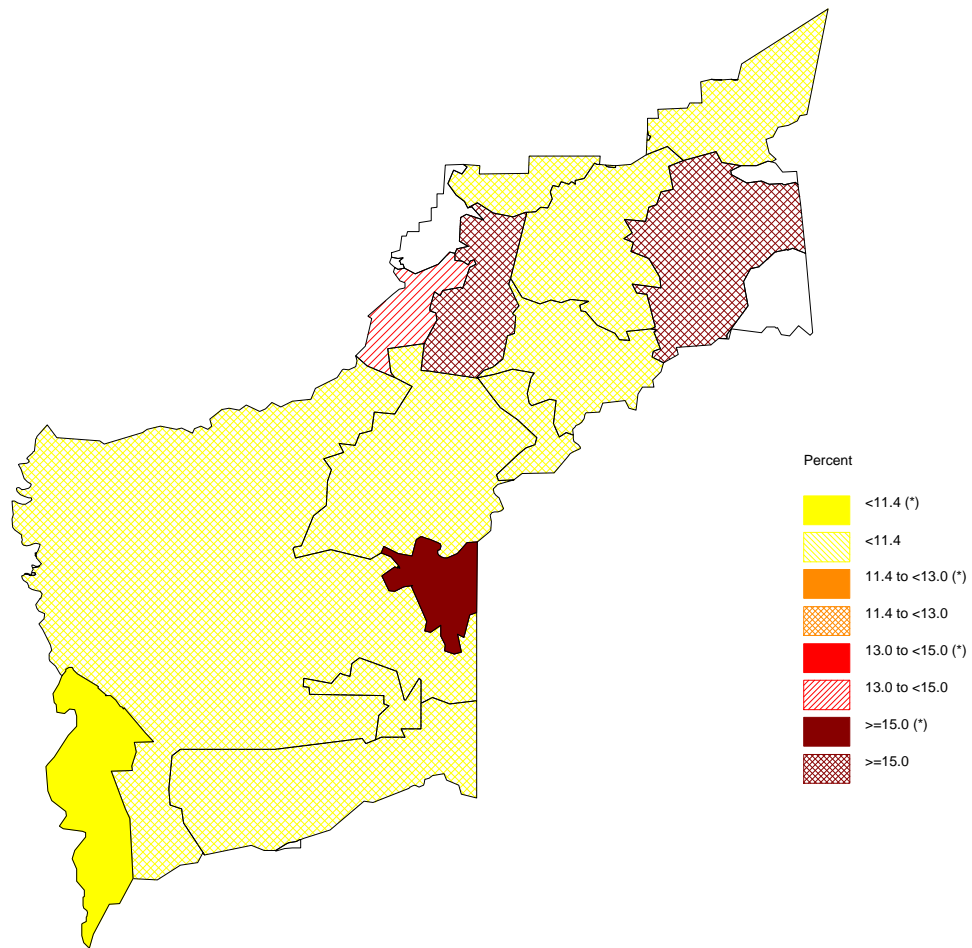 Percent
<11.4 (*)
<11.4
11.4 to <13.0 (*)
11.4 to <13.0
13.0 to <15.0 (*)
13.0 to <15.0
>=15.0 (*)
>=15.0